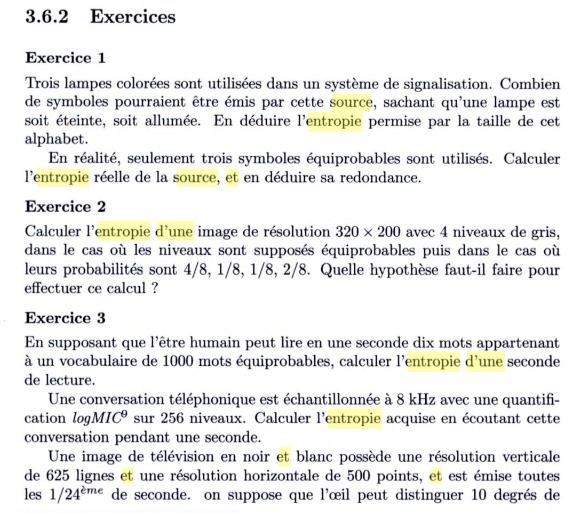 3.6.2 Exercices
Exercice 1
Trois lampes colorées sont utilisées dans un système de signalisation. Combien
de symboles pourraient être émis par cette source, sachant qu'une lampe est
soit éteinte, soit allumée. En déduire l'entropie permise par la taille de cet
alphabet.
En réalité, seulement trois symboles équiprobables sont utilisés. Calculer
l'entropie réelle de la source, et en déduire sa redondance.
Exercice 2
Calculer l'entropie d'une image de résolution 320 × 200 avec 4 niveaux de gris,
dans le cas où les niveaux sont supposés équiprobables puis dans le cas où
leurs probabilités sont 4/8, 1/8, 1/8, 2/8. Quelle hypothèse faut-il faire pour
effectuer ce calcul ?
Exercice 3
En supposant que l'être humain peut lire en une seconde dix mots appartenant
à un vocabulaire de 1000 mots équiprobables, calculer l'entropie d'une seconde
de lecture.
Une conversation téléphonique est échantillonnée à 8 kHz avec une quantifi-
cation logMIC⁹ sur 256 niveaux. Calculer l'entropie acquise en écoutant cette
conversation pendant une seconde.
Une image de télévision en noir et blanc possède une résolution verticale
de 625 lignes et une résolution horizontale de 500 points, et est émise toutes
les 1/24ème de seconde. on suppose que l'œil peut distinguer 10 degrés de